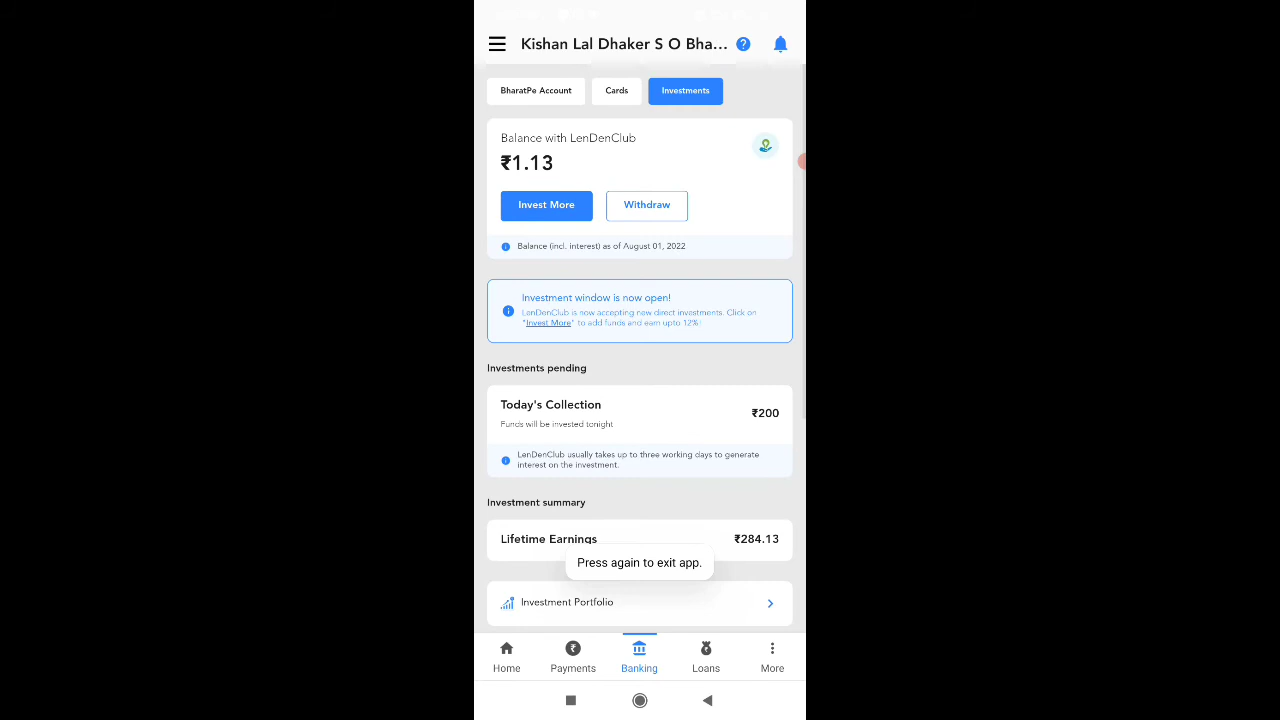 Kishan Lal Dhaker S O Bha...
BharatPe Account
Cards
Investments
Balance with LenDenClub
₹1.13
Invest More
Withdraw
Balance (incl. interest) as of August 01, 2022
Investment window is now open!
LenDenClub is now accepting new direct investments. Click on
"Invest More" to add funds and earn upto 12%!
Investments pending
Today's Collection
₹200
Funds will be invested tonight
LenDenClub usually takes up to three working days to generate
interest on the investment.
Investment summary
Lifetime Earnings
₹284.13
Press again to exit app.
Investment Portfolio
Home
Payments
Banking
Loans
More